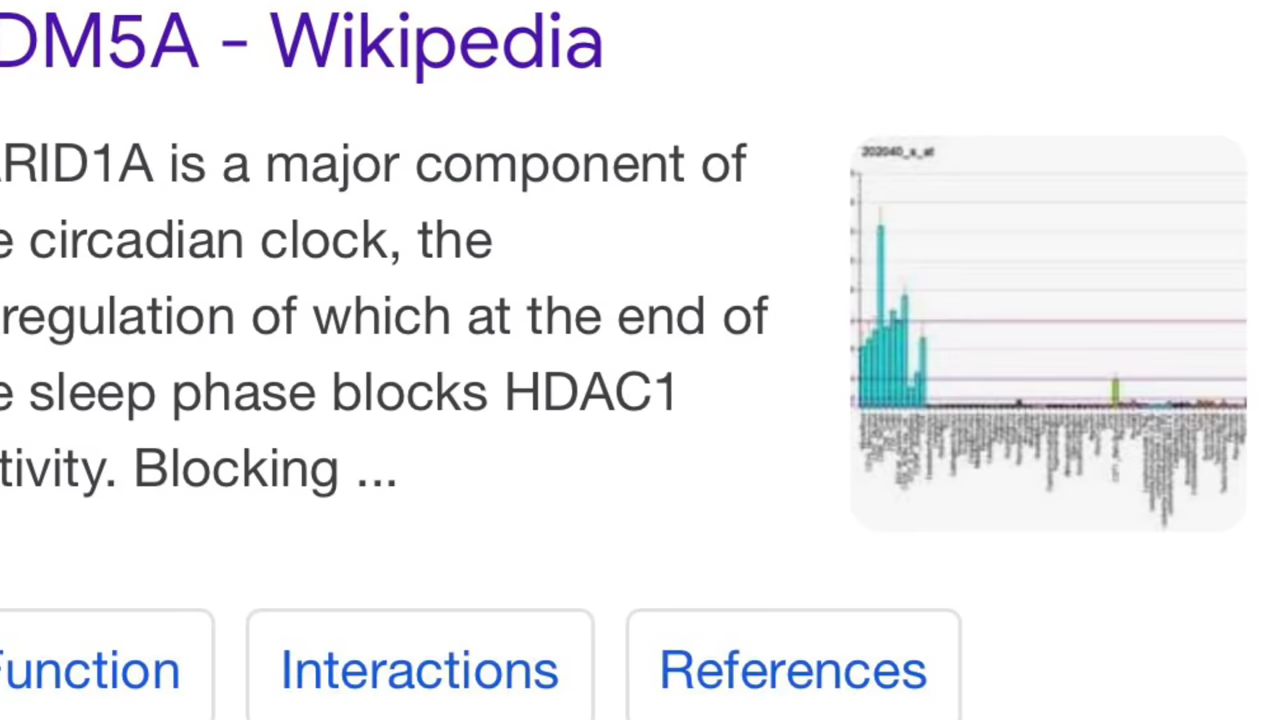 DM5A - Wikipedia
RID1A is a major component of
e circadian clock, the
regulation of which at the end of
e sleep phase blocks HDAC1
tivity. Blocking ...
202040_s_at
Function
Interactions
References